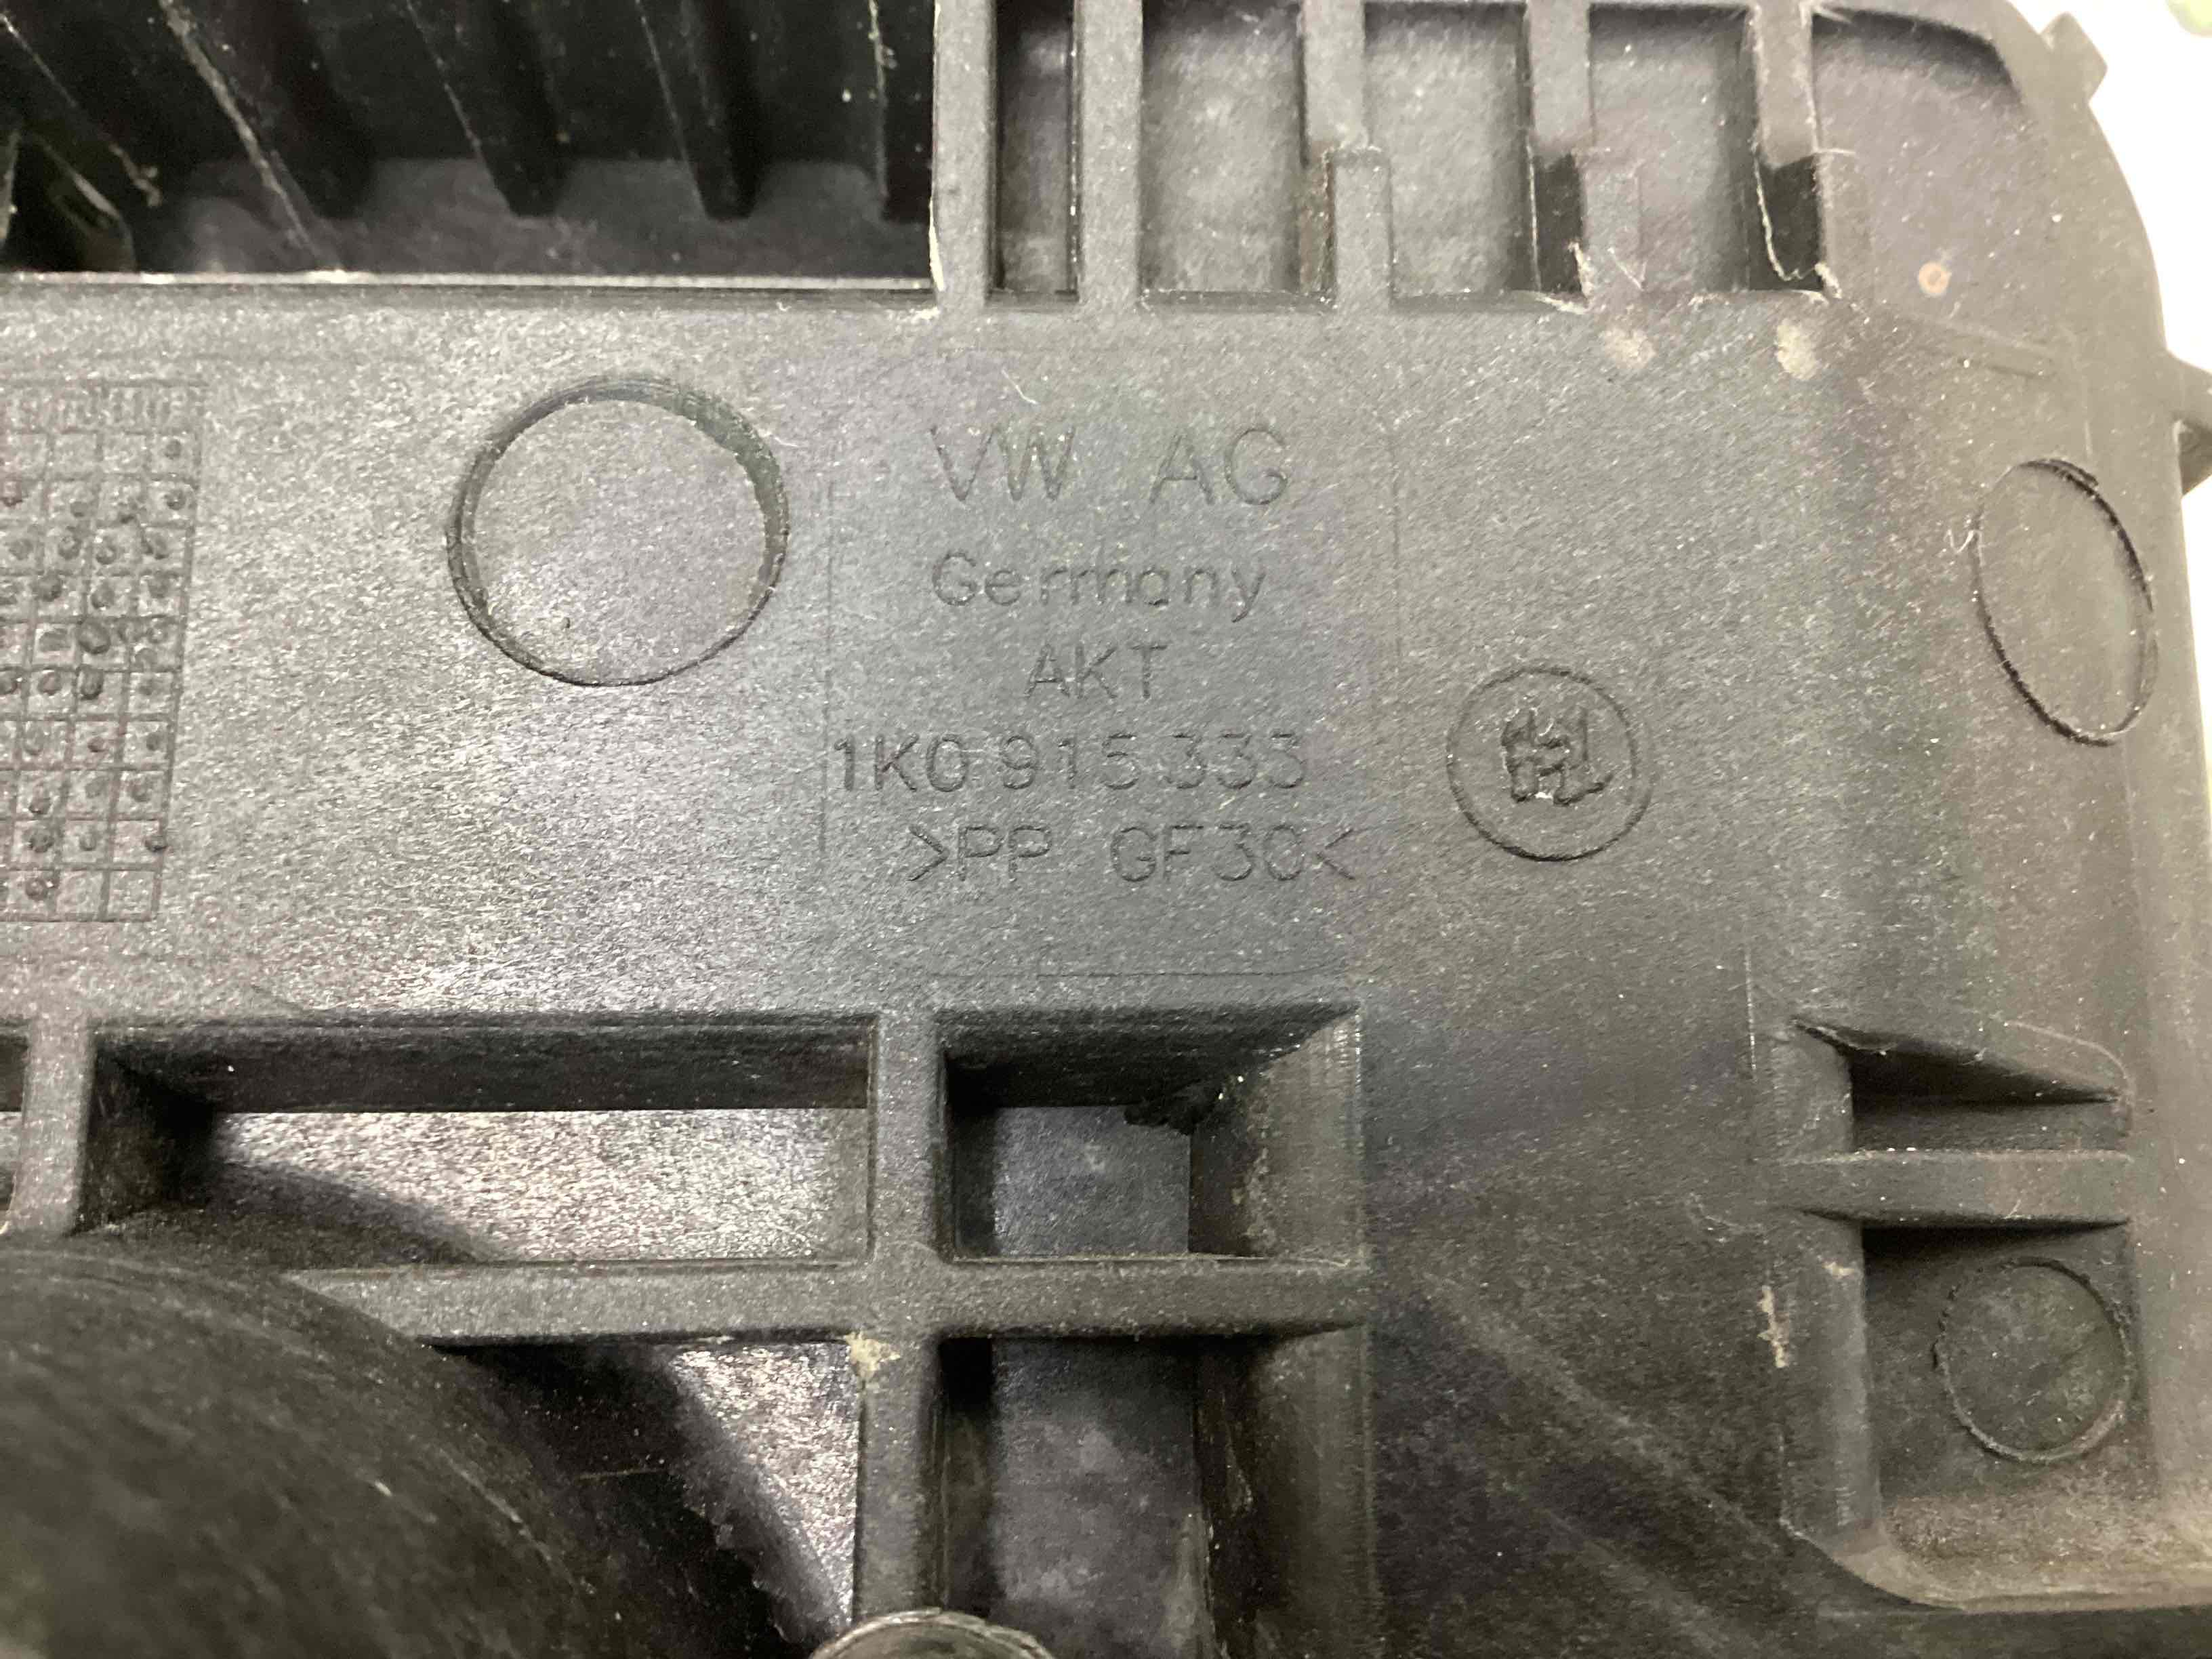 VW AG
Germany
AKT
1K0 915 333
>PP GF30<